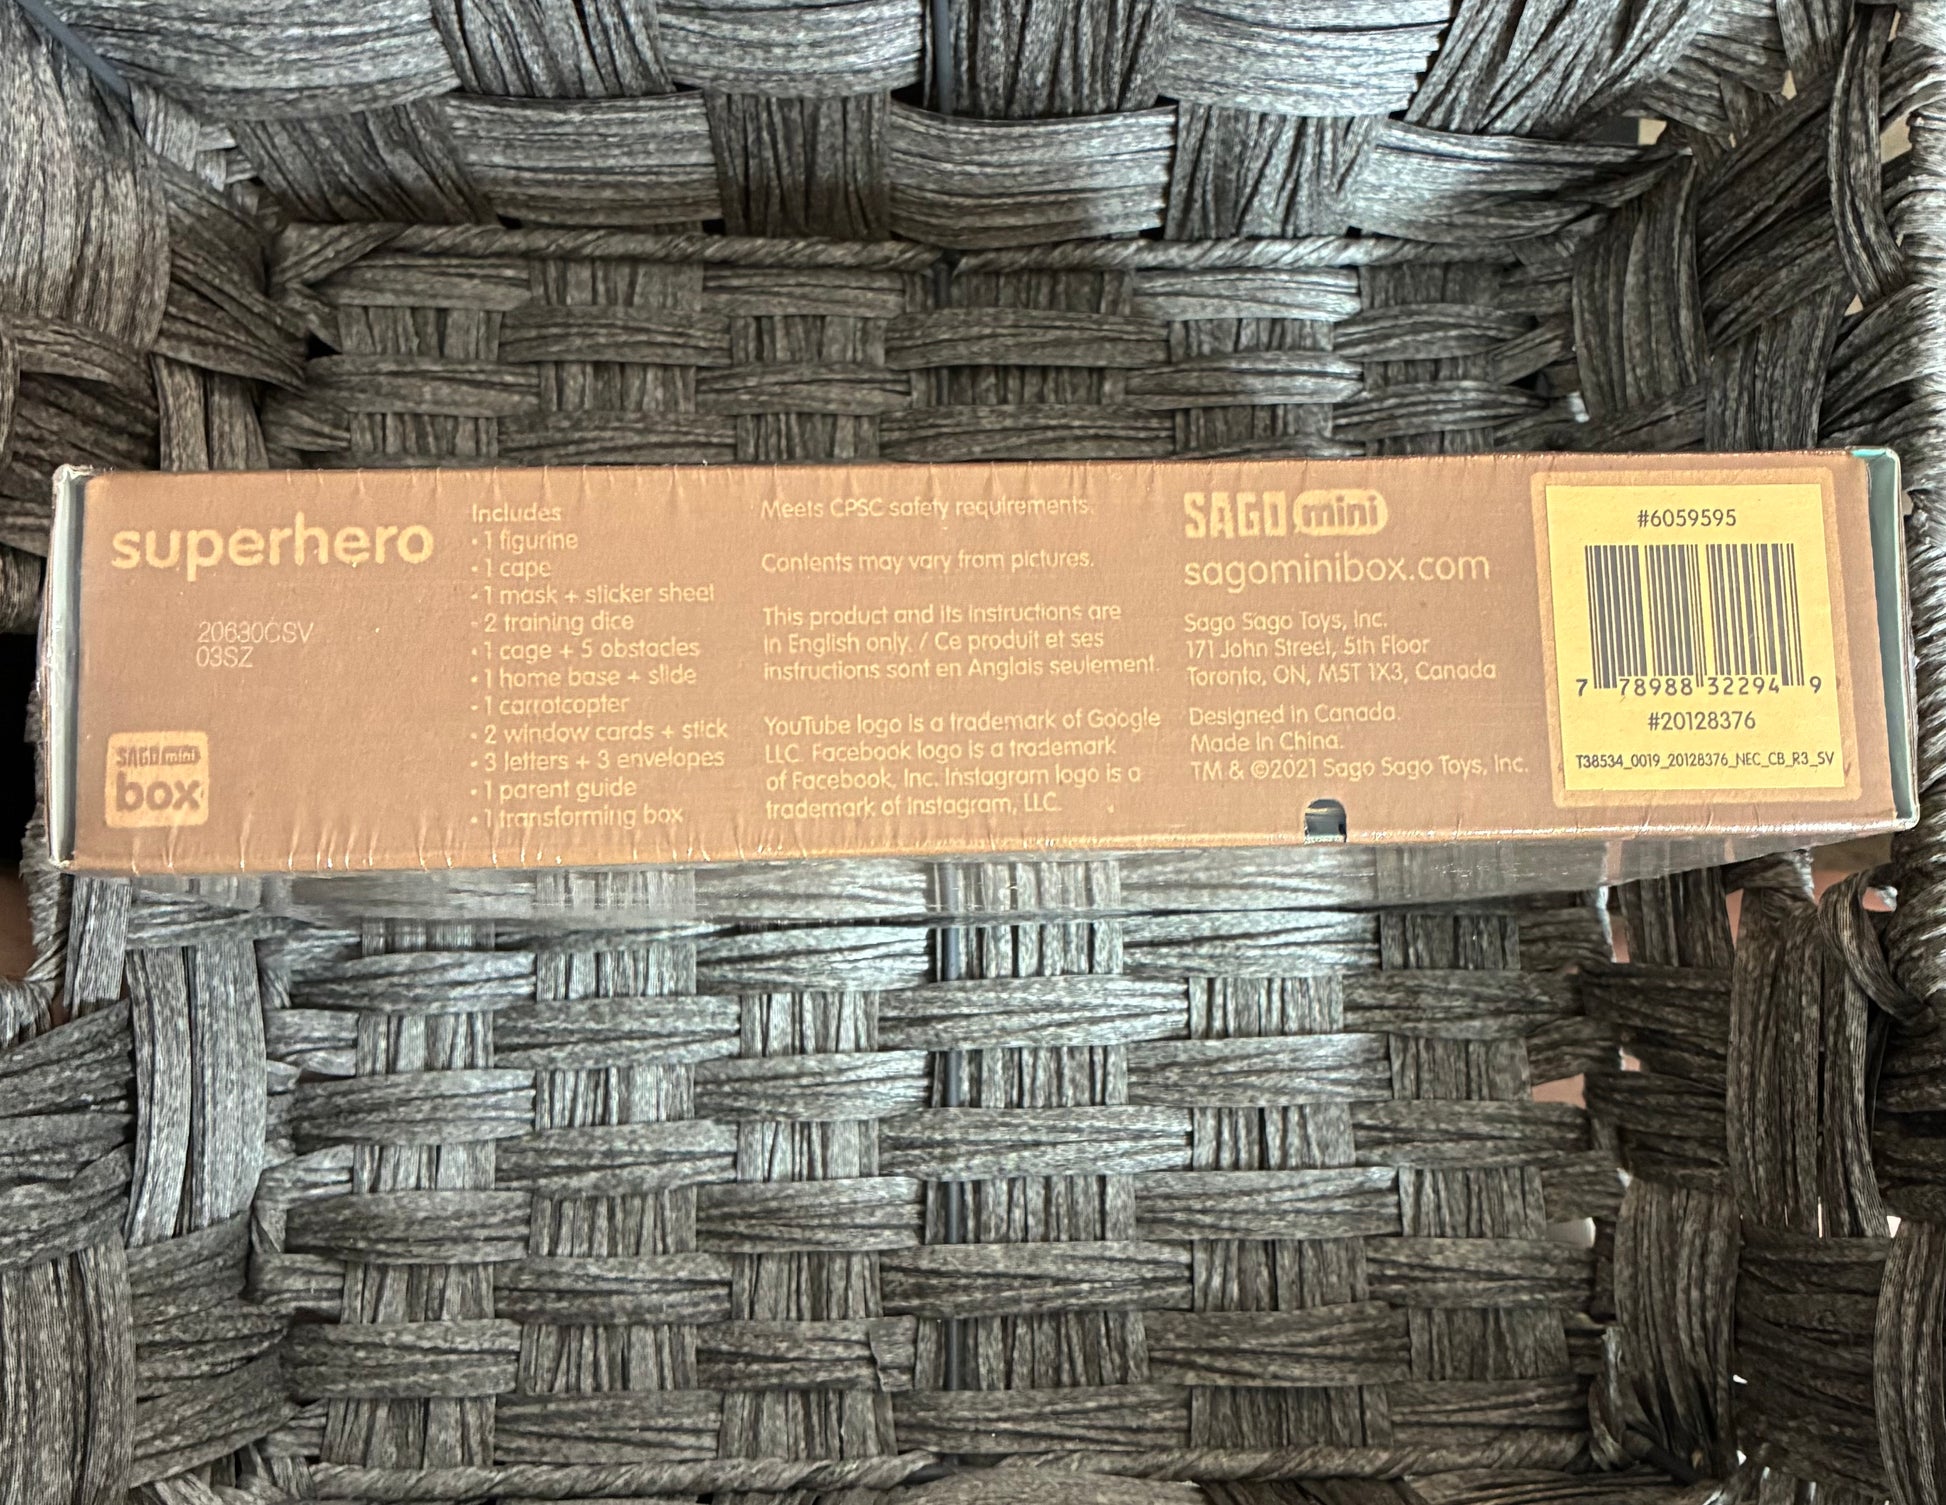 superhero
20630CSV
03SZ
SAGO mini
box
Includes
• 1 figurine
• 1 cape
• 1 mask + sticker sheet
• 2 training dice
• 1 cage + 5 obstacles
• 1 home base + slide
• 1 carrotcopter
• 2 window cards + stick
• 3 letters + 3 envelopes
• 1 parent guide
• 1 transforming box
Meets CPSC safety requirements.
Contents may vary from pictures.
This product and its instructions are
in English only. / Ce produit et ses
instructions sont en Anglais seulement.
YouTube logo is a trademark of Google
LLC. Facebook logo is a trademark
of Facebook, Inc. Instagram logo is a
trademark of Instagram, LLC.
SAGO mini
sagominibox.com
Sago Sago Toys, Inc.
171 John Street, 5th Floor
Toronto, ON, M5T 1X3, Canada
Designed in Canada.
Made in China.
TM & ©2021 Sago Sago Toys, Inc.
#6059595
7 78988 32294 9
#20128376
T38534_0019_20128376_NEC_CB_R3_SV